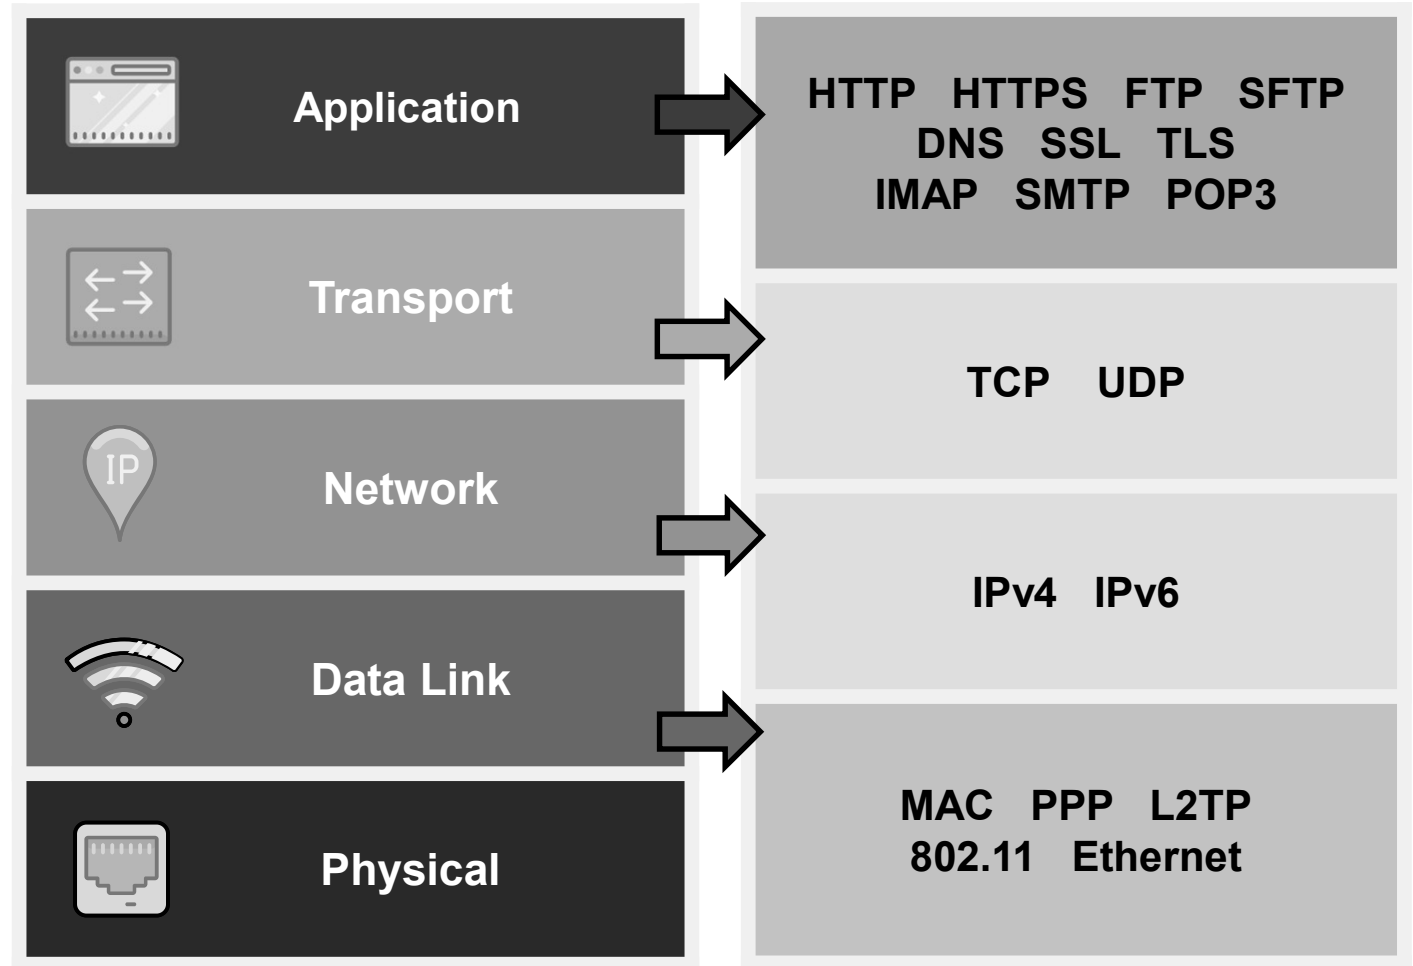 Application
Transport
IP
Network
Data Link
Physical
HTTP HTTPS FTP SFTP
DNS SSL TLS
IMAP SMTP POP3
TCP UDP
IPv4 IPv6
MAC PPP L2TP
802.11 Ethernet